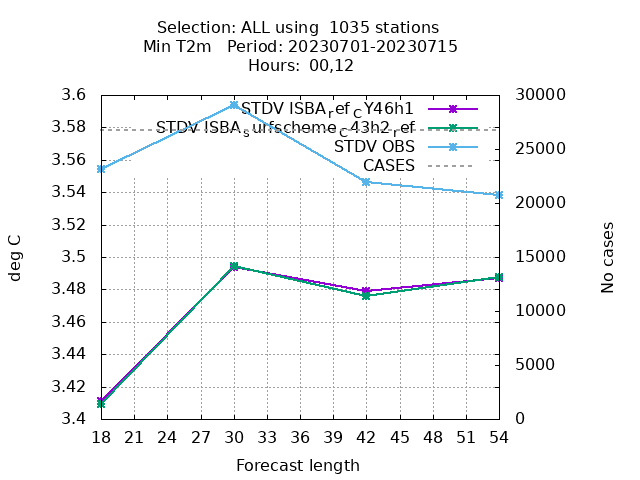 Selection: ALL using  1035 stations
Min T2m   Period: 20230701-20230715
Hours:  00,12
3.6
3.58
3.56
3.54
3.52
3.5
3.48
3.46
3.44
3.42
3.4
deg C
STDV ISBA_ref_CY46h1
STDV ISBA_surfscheme_C43h2_ref
STDV OBS
CASES
30000
25000
20000
15000
10000
5000
0
No cases
18 21 24 27 30 33 36 39 42 45 48 51 54
Forecast length